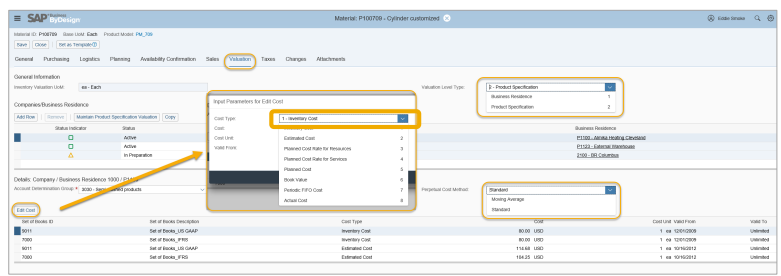 SAP Business ByDesign
Material: P100709 - Cylinder customized
Eddie Smoke
Material ID: P100709 Base UoM: Each Product Model: PM_709
Save Close Set as Template
General Purchasing Logistics Planning Availability Confirmation Sales Valuation Taxes Changes Attachments
General Information
Inventory Valuation UoM: ea - Each
Valuation Level Type: 2 - Product Specification
Business Residence 1
Product Specification 2
Companies/Business Residence
Add Row Remove Maintain Product Specification Valuation Copy
Status Indicator Status Business Residence
Active P1100 - Almika Heating Cleveland
Active P1123 - External Warehouse
In Preparation 2100 - BR Columbus
Input Parameters for Edit Cost
Cost Type: 1 - Inventory Cost
Cost:
Cost Unit:
Valid From:
Estimated Cost 2
Planned Cost Rate for Resources 3
Planned Cost Rate for Services 4
Planned Cost 5
Book Value 6
Periodic FIFO Cost 7
Actual Cost 8
Details: Company / Business Residence 1000 /
Account Determination Group:
Perpetual Cost Method: Standard
Moving Average
Standard
Edit Cost
Set of Books ID Set of Books Description Cost Type Cost Cost Unit Valid From Valid To
9011 Set of Books_US GAAP Inventory Cost 80.00 USD 1 ea 12/01/2009 Unlimited
7000 Set of Books_IFRS Inventory Cost 80.00 USD 1 ea 12/01/2009 Unlimited
9011 Set of Books_US GAAP Estimated Cost 114.68 USD 1 ea 10/16/2012 Unlimited
7000 Set of Books_IFRS Estimated Cost 104.25 USD 1 ea 10/16/2012 Unlimited